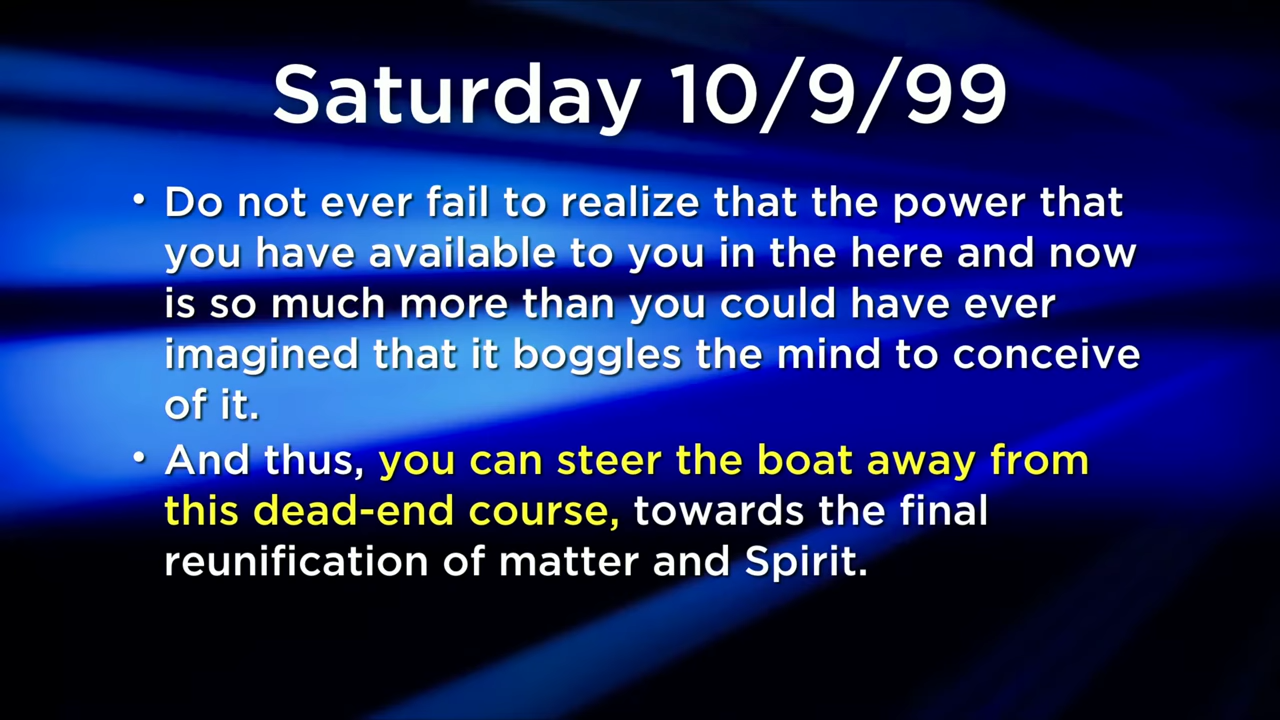 Saturday 10/9/99
• Do not ever fail to realize that the power that
you have available to you in the here and now
is so much more than you could have ever
imagined that it boggles the mind to conceive
of it.
• And thus, you can steer the boat away from
this dead-end course, towards the final
reunification of matter and Spirit.